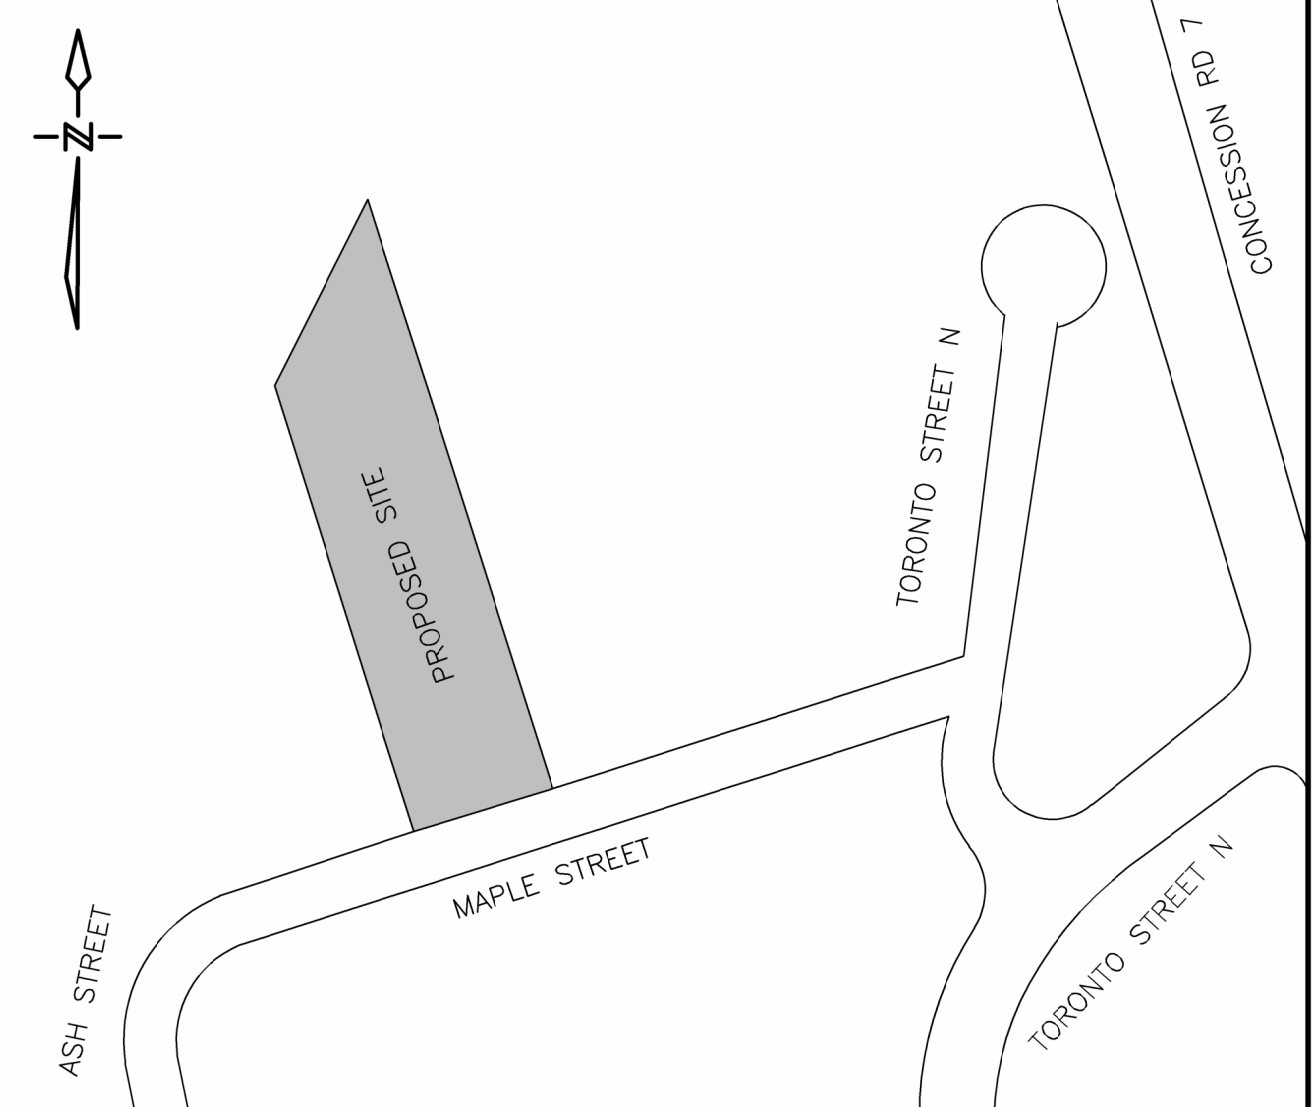 CONCESSION RD 7
N
TORONTO STREET N
PROPOSED SITE
MAPLE STREET
TORONTO STREET N
ASH STREET